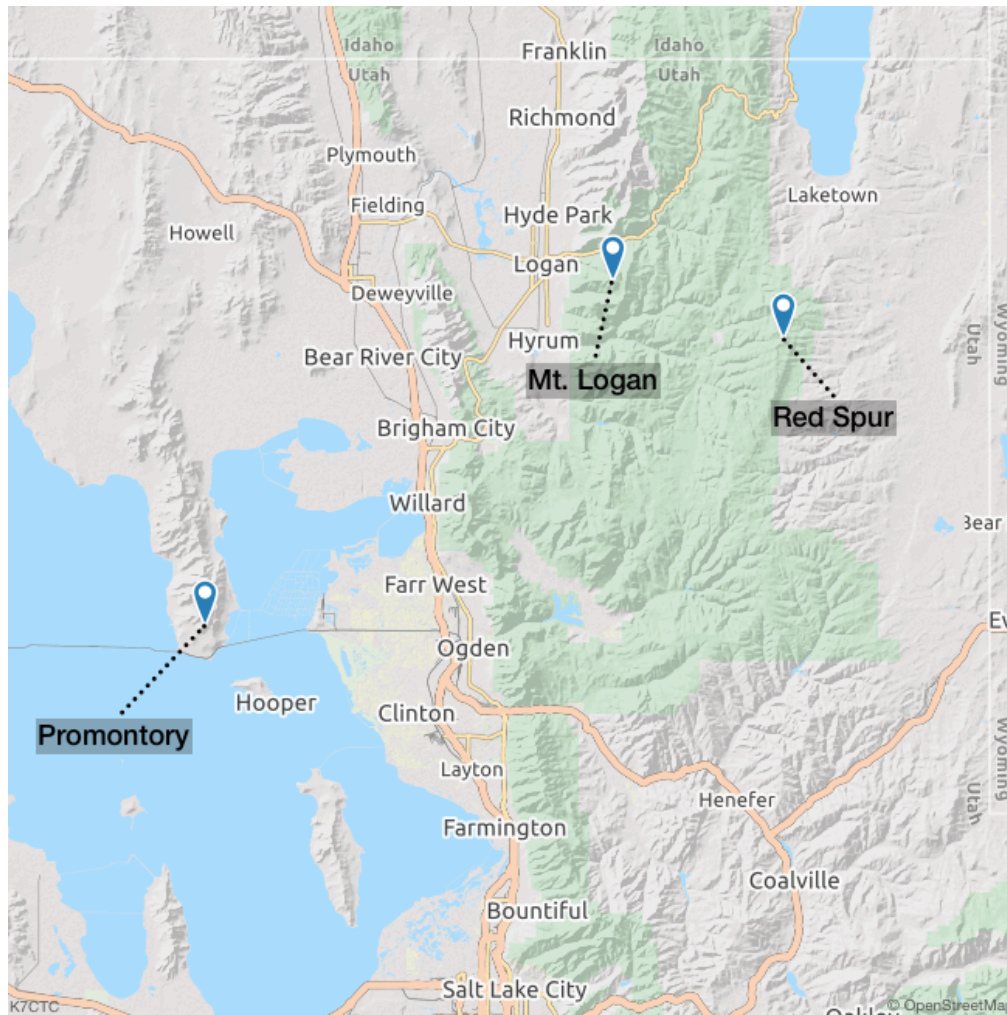 Idaho
Utah
Franklin
Idaho
Utah
Richmond
Plymouth
Laketown
Fielding
Hyde Park
Howell
Logan
Deweyville
Wyoming
Utah
Hyrum
Bear River City
Mt. Logan
Red Spur
Brigham City
Willard
Bear
Farr West
Ev
Ogden
Hooper
Clinton
Promontory
Layton
Wyoming
Utah
Henefer
Farmington
Coalville
Bountiful
Salt Lake City
K7CTC
© OpenStreetMa
Oakley